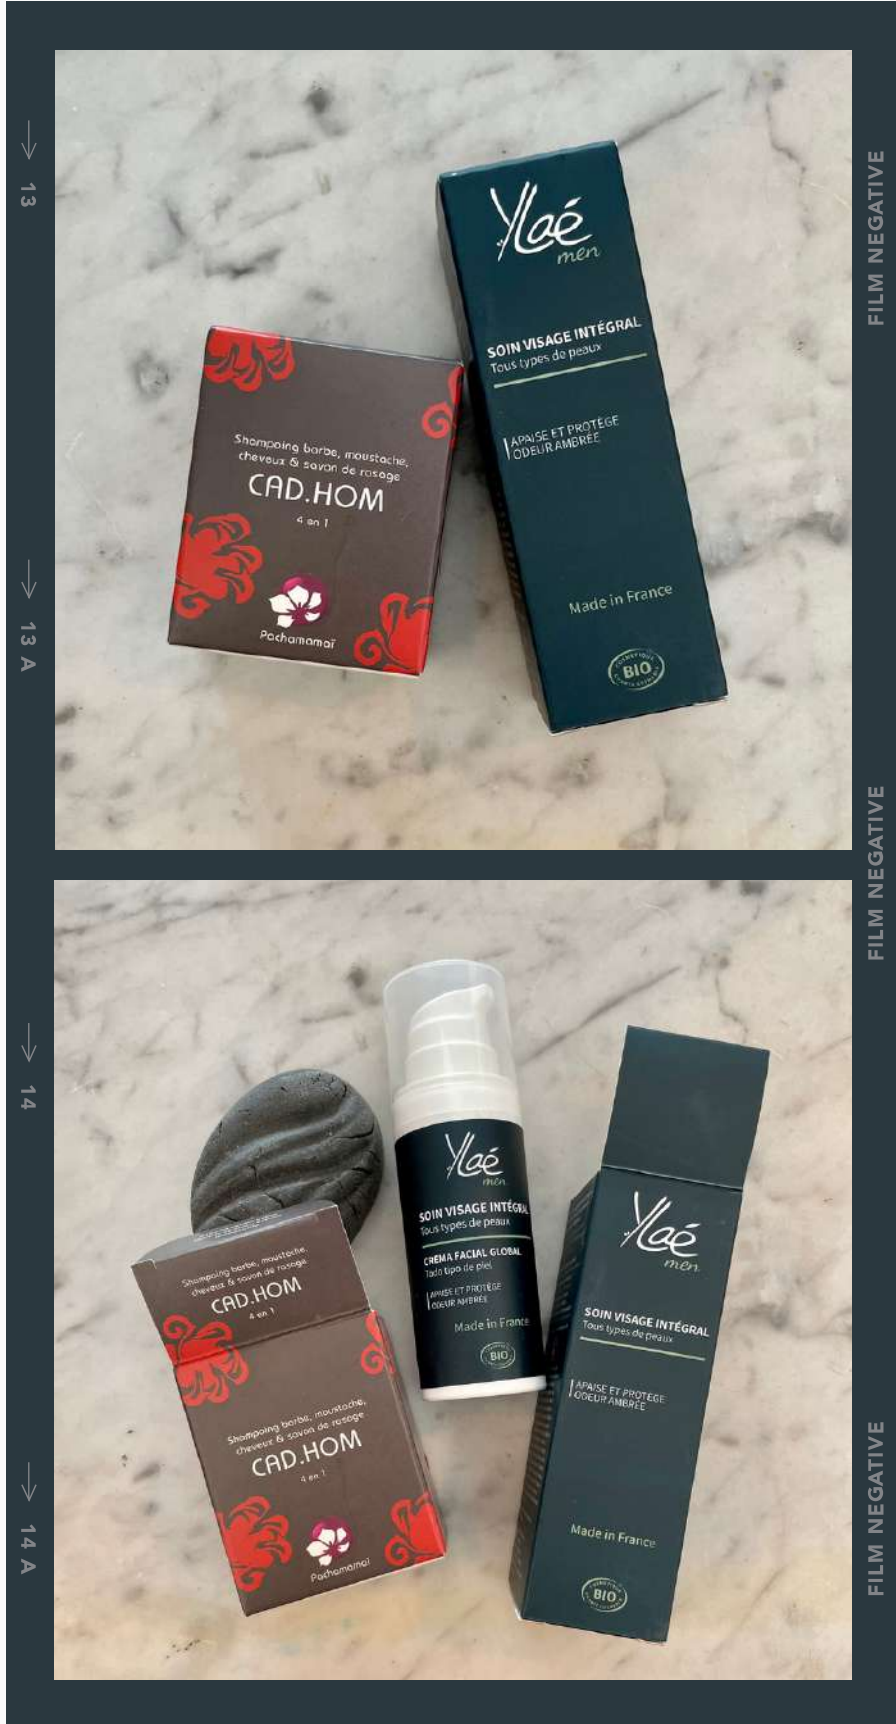 13
13 A
14
14 A
FILM NEGATIVE
FILM NEGATIVE
FILM NEGATIVE
Shampoing barbe, moustache,
cheveux & savon de rasage
CAD.HOM
4 en 1
Pachamamaï
Ylaé
men
SOIN VISAGE INTÉGRAL
Tous types de peaux
APAISE ET PROTÈGE
ODEUR AMBRÉE
Made in France
COSMÉTIQUE
BIO
Shampoing barbe, moustache,
cheveux & savon de rasage
CAD.HOM
4 en 1
Shampoing barbe, moustache,
cheveux & savon de rasage
CAD.HOM
4 en 1
Pachamamaï
Ylaé
men
SOIN VISAGE INTÉGRAL
Tous types de peaux
CREMA FACIAL GLOBAL
Todo tipo de piel
APAISE ET PROTÈGE
ODEUR AMBRÉE
Made in France
BIO
Ylaé
men
SOIN VISAGE INTÉGRAL
Tous types de peaux
APAISE ET PROTÈGE
ODEUR AMBRÉE
Made in France
BIO